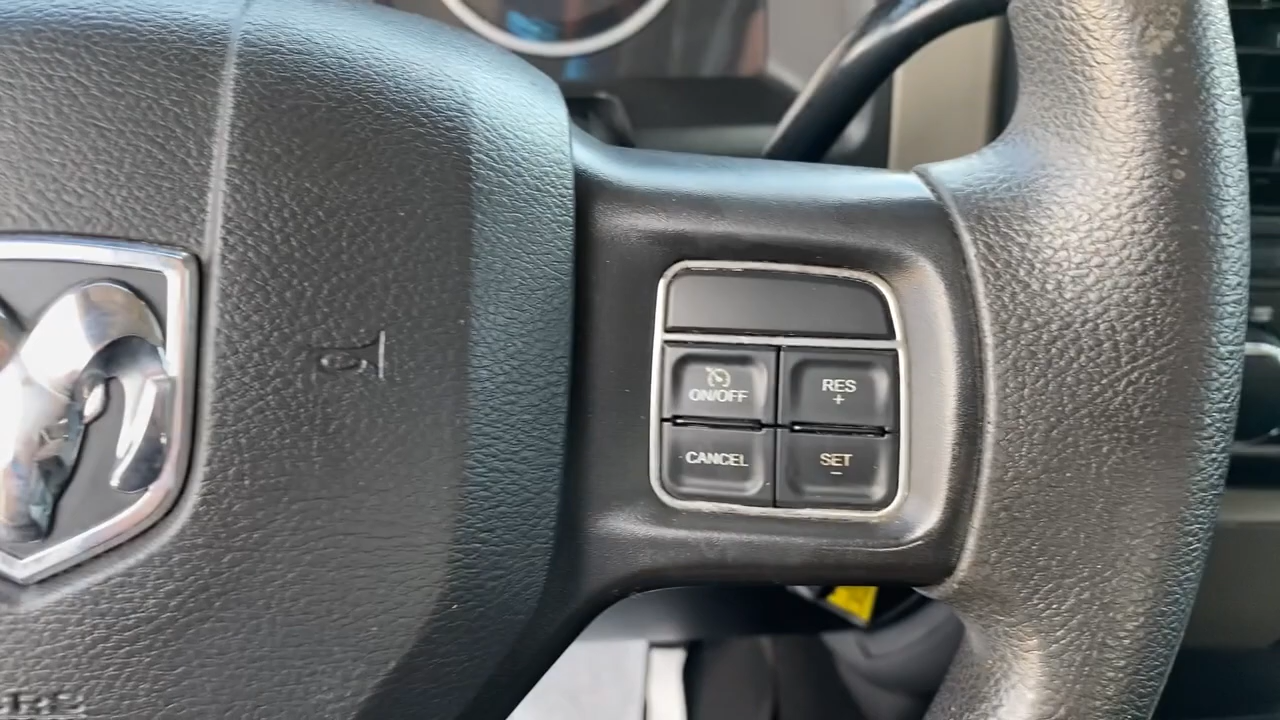 ON/OFF
RES
+
CANCEL
SET
-